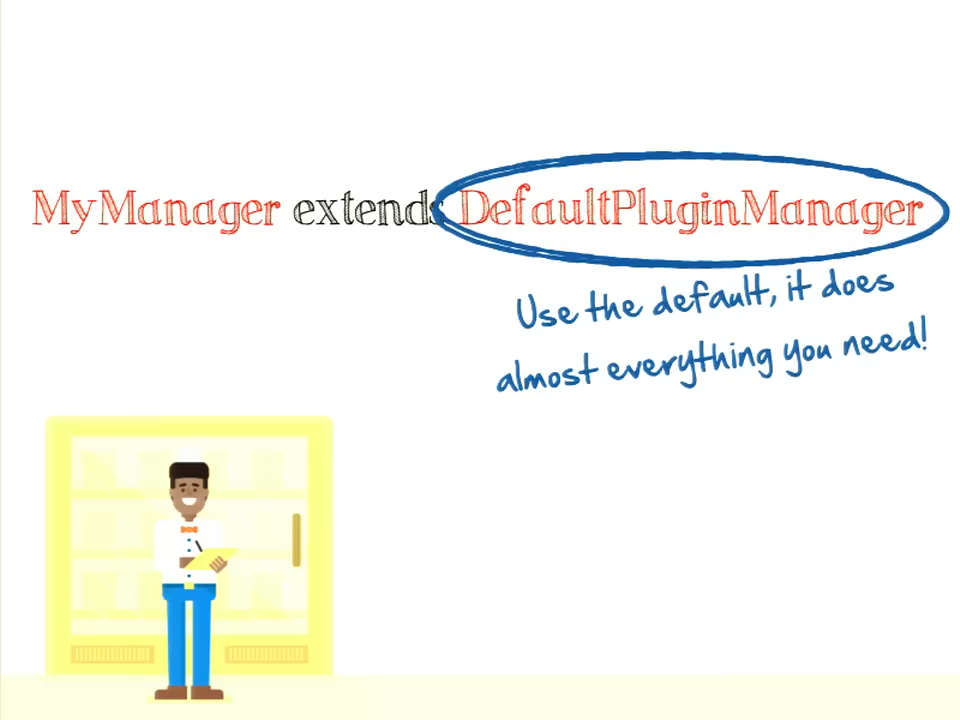 MyManager extends DefaultPluginManager
Use the default, it does
almost everything you need!